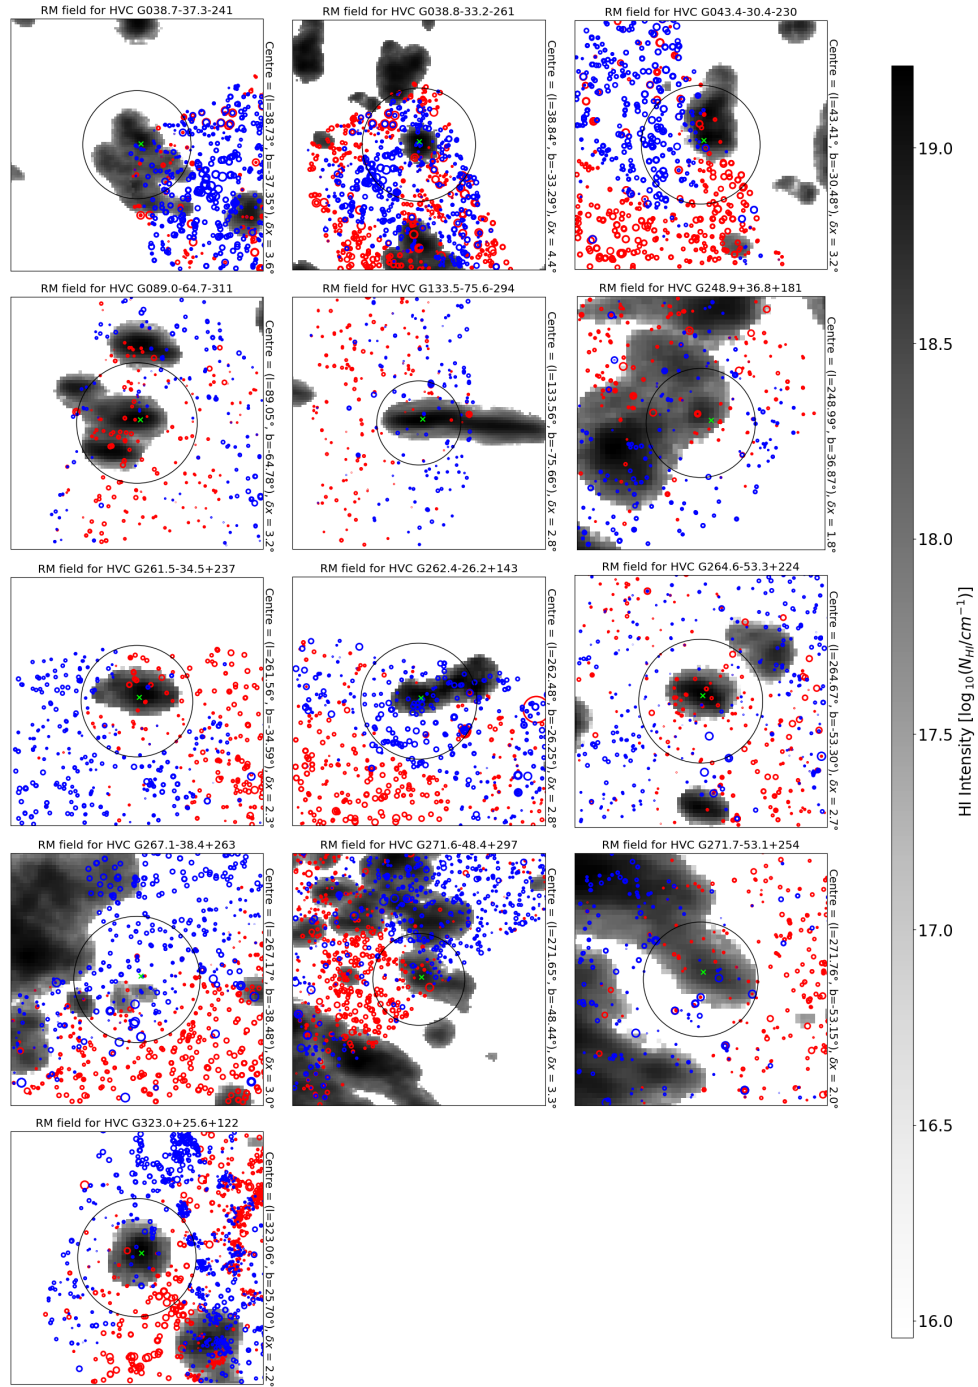 RM field for HVC G038.7-37.3-241
Centre = (l=38.73°, b=-37.35°), δx = 3.6°
RM field for HVC G038.8-33.2-261
Centre = (l=38.84°, b=-33.29°), δx = 4.4°
RM field for HVC G043.4-30.4-230
Centre = (l=43.41°, b=-30.48°), δx = 3.2°
RM field for HVC G089.0-64.7-311
Centre = (l=89.05°, b=-64.78°), δx = 3.2°
RM field for HVC G133.5-75.6-294
Centre = (l=133.56°, b=-75.66°), δx = 2.8°
RM field for HVC G248.9+36.8+181
Centre = (l=248.99°, b=36.87°), δx = 1.8°
RM field for HVC G261.5-34.5+237
Centre = (l=261.56°, b=-34.59°), δx = 2.3°
RM field for HVC G262.4-26.2+143
Centre = (l=262.48°, b=-26.25°), δx = 2.8°
RM field for HVC G264.6-53.3+224
Centre = (l=264.67°, b=-53.30°), δx = 2.7°
RM field for HVC G267.1-38.4+263
Centre = (l=267.17°, b=-38.48°), δx = 3.0°
RM field for HVC G271.6-48.4+297
Centre = (l=271.65°, b=-48.44°), δx = 3.3°
RM field for HVC G271.7-53.1+254
Centre = (l=271.76°, b=-53.15°), δx = 2.0°
RM field for HVC G323.0+25.6+122
Centre = (l=323.06°, b=25.70°), δx = 2.2°
19.0
18.5
18.0
17.5
17.0
16.5
16.0
HI Intensity [log₁₀(N_H/cm⁻¹)]